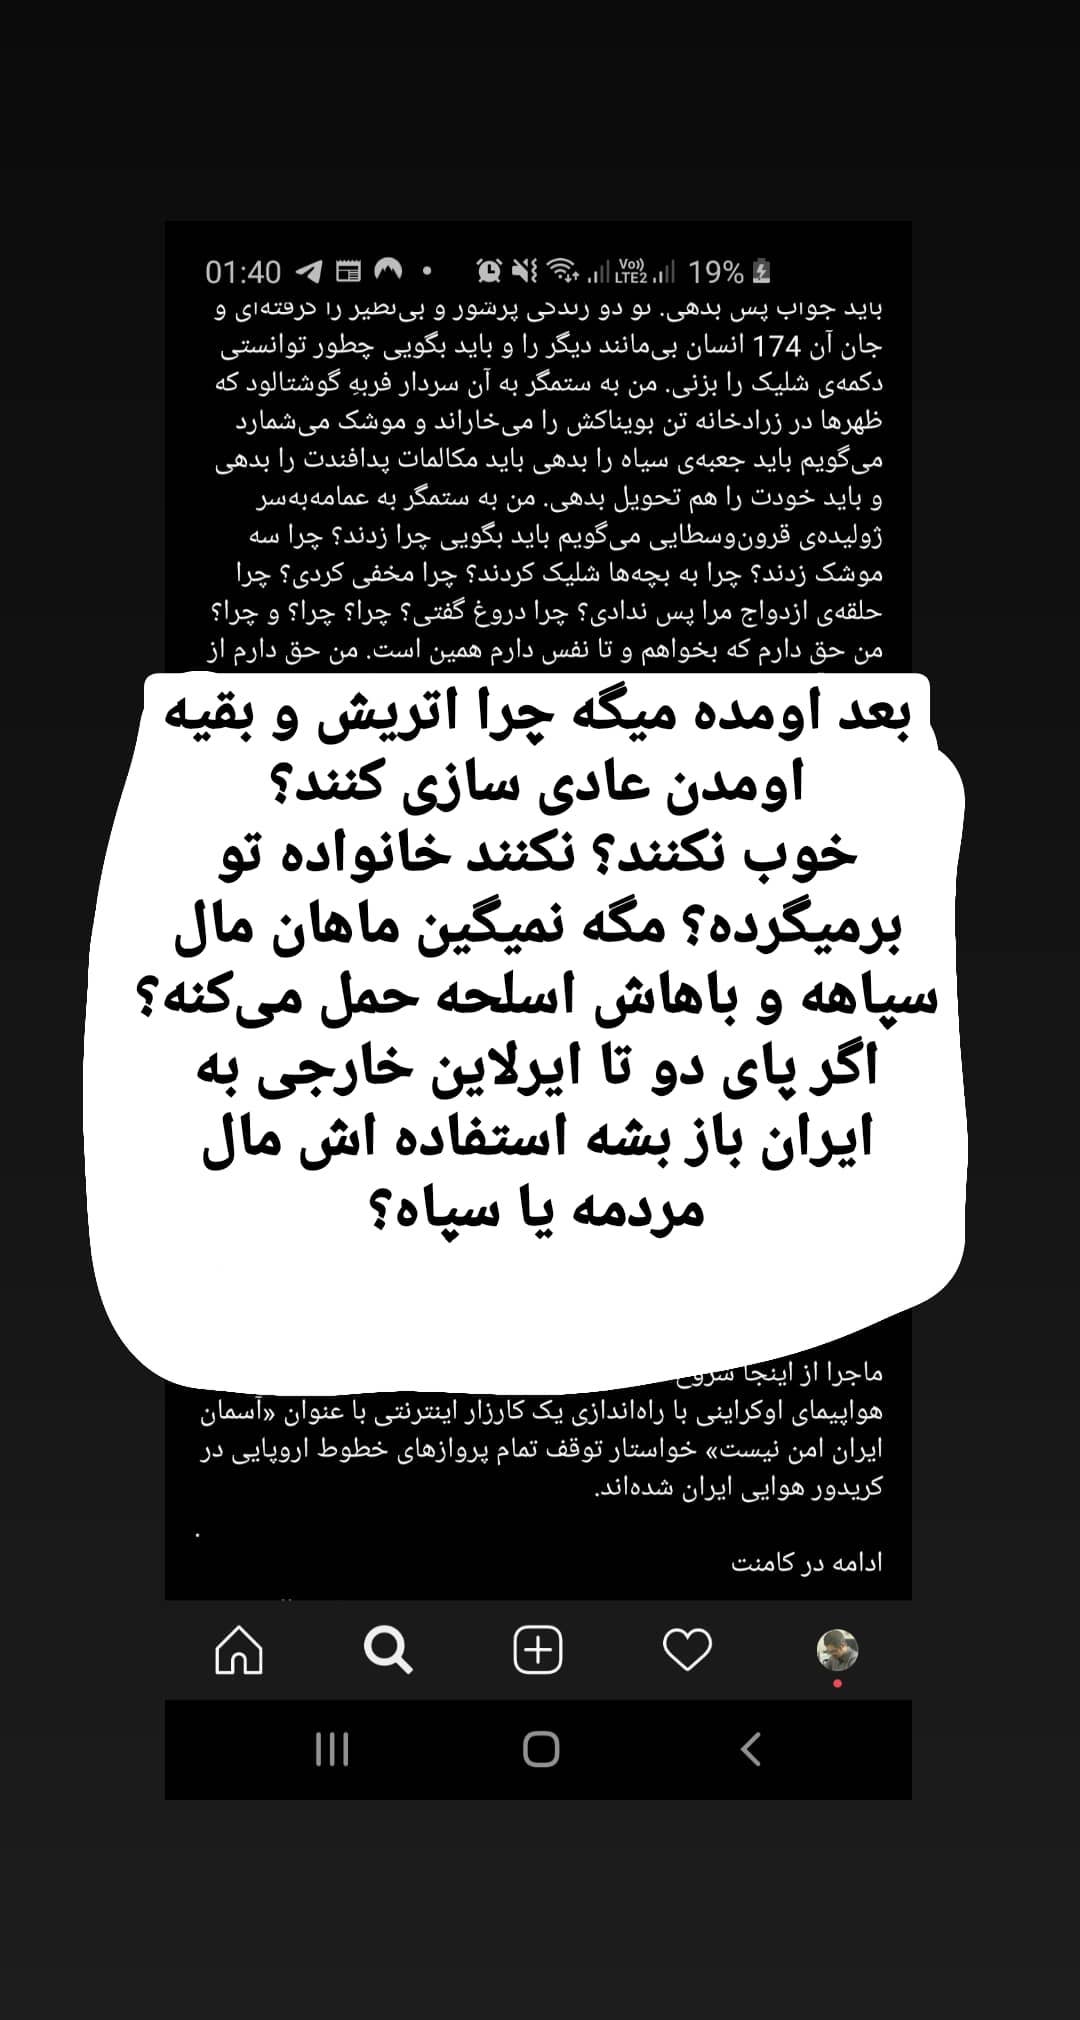 01:40 Vo)) LTE2 19%
باید جواب پس بدهی. تو دو زندگی پرشور و بی‌نظیر را گرفته‌ای و
جان آن 174 انسان بی‌مانند دیگر را و باید بگویی چطور توانستی
دکمه‌ی شلیک را بزنی. من به ستمگر به آن سردار فربهِ گوشتالود که
ظهرها در زرادخانه تن بویناکش را می‌خاراند و موشک می‌شمارد
می‌گویم باید جعبه‌ی سیاه را بدهی باید مکالمات پدافندت را بدهی
و باید خودت را هم تحویل بدهی. من به ستمگر به عمامه‌به‌سر
ژولیده‌ی قرون‌وسطایی می‌گویم باید بگویی چرا زدند؟ چرا سه
موشک زدند؟ چرا به بچه‌ها شلیک کردند؟ چرا مخفی کردی؟ چرا
حلقه‌ی ازدواج مرا پس ندادی؟ چرا دروغ گفتی؟ چرا؟ چرا؟ و چرا؟
من حق دارم که بخواهم و تا نفس دارم همین است. من حق دارم از
بعد اومده میگه چرا اتریش و بقیه
اومدن عادی سازی کنند؟
خوب نکنند؟ نکنند خانواده تو
برمیگرده؟ مگه نمیگین ماهان مال
سپاهه و باهاش اسلحه حمل می‌کنه؟
اگر پای دو تا ایرلاین خارجی به
ایران باز بشه استفاده اش مال
مردمه یا سپاه؟
ماجرا از اینجا شروع
هواپیمای اوکراینی با راه‌اندازی یک کارزار اینترنتی با عنوان «آسمان
ایران امن نیست» خواستار توقف تمام پروازهای خطوط اروپایی در
کریدور هوایی ایران شده‌اند.
.
ادامه در کامنت